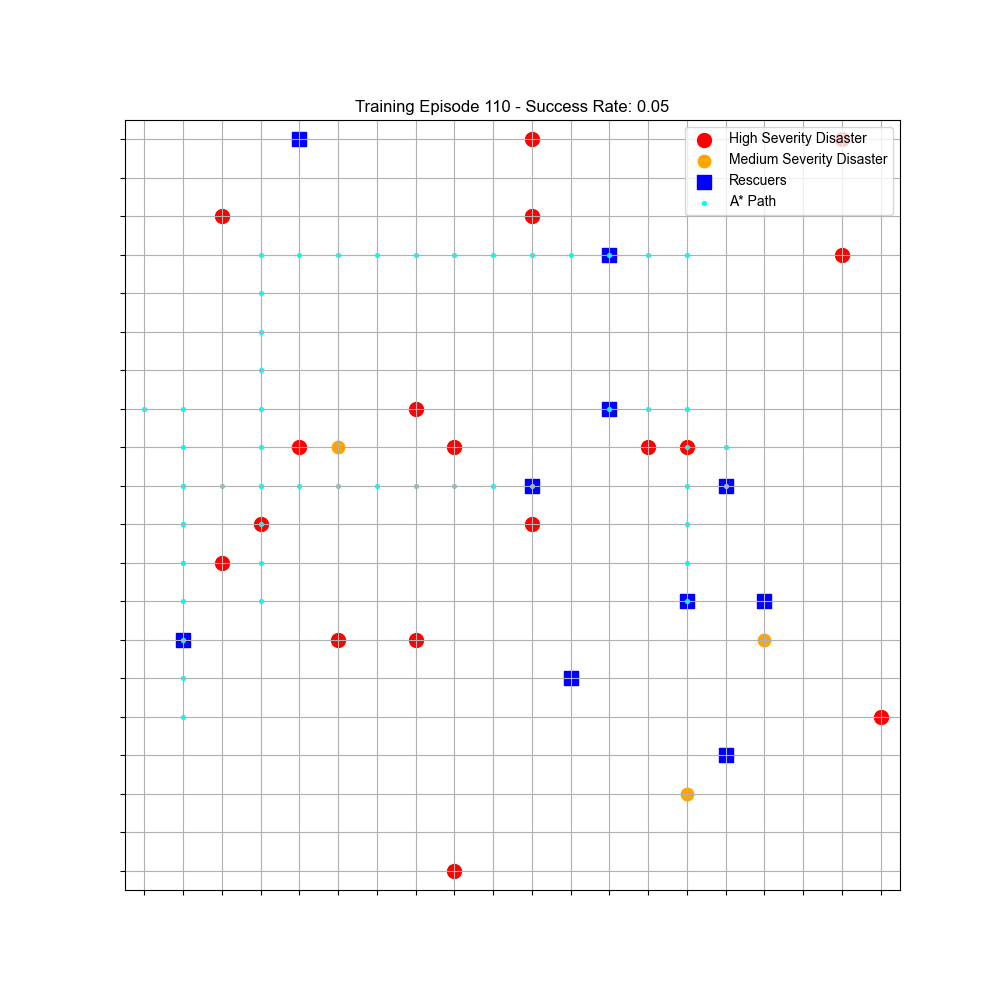 Training Episode 110 - Success Rate: 0.05
High Severity Disaster
Medium Severity Disaster
Rescuers
A* Path